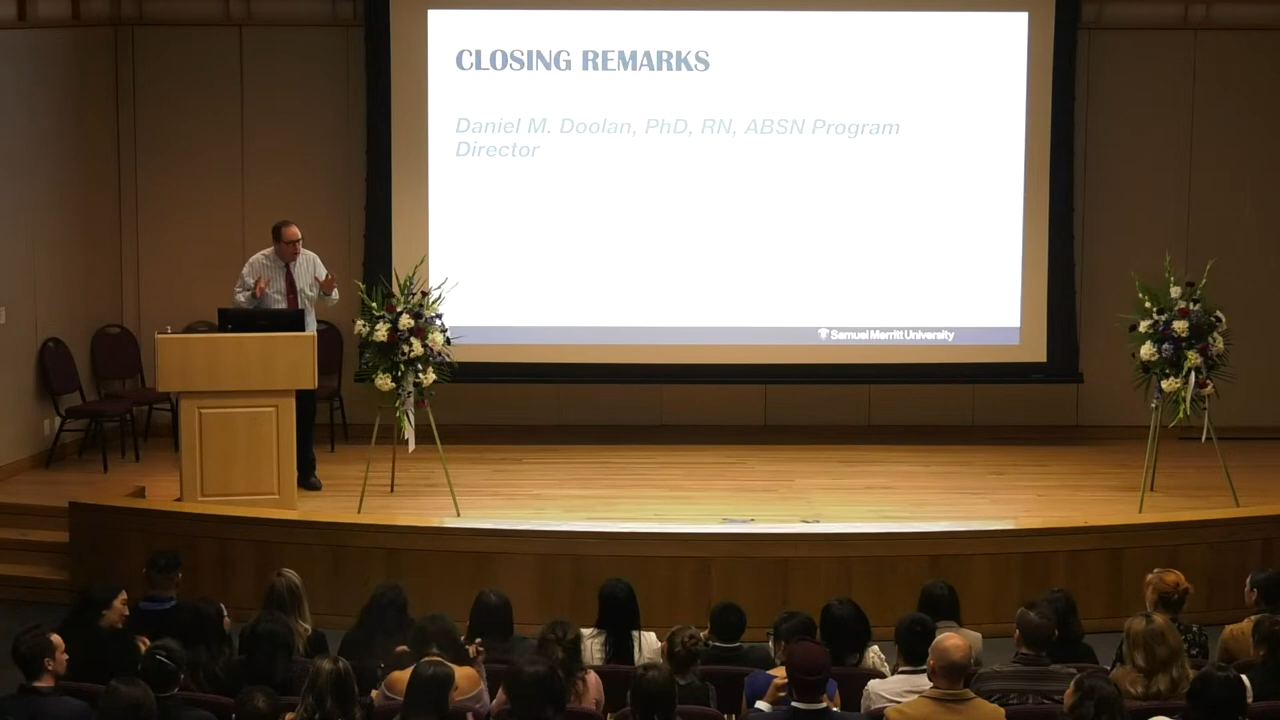 CLOSING REMARKS
Daniel M. Doolan, PhD, RN, ABSN Program
Director
Samuel Merritt University